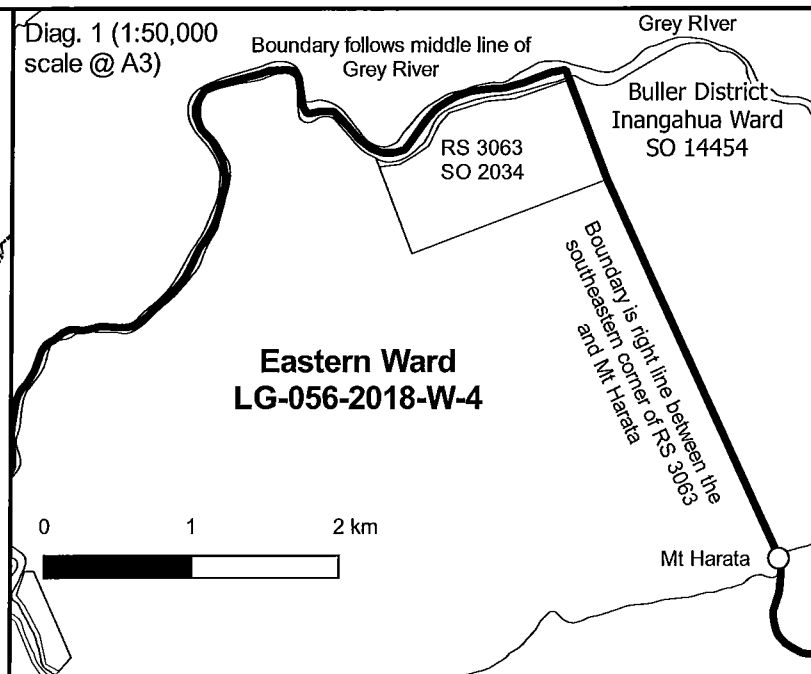 Diag. 1 (1:50,000
scale @ A3)
Boundary follows middle line of
Grey River
Grey RIver
Buller District
Inangahua Ward
SO 14454
RS 3063
SO 2034
Boundary is right line between the
southeastern corner of RS 3063
and Mt Harata
Eastern Ward
LG-056-2018-W-4
0 1 2 km
Mt Harata